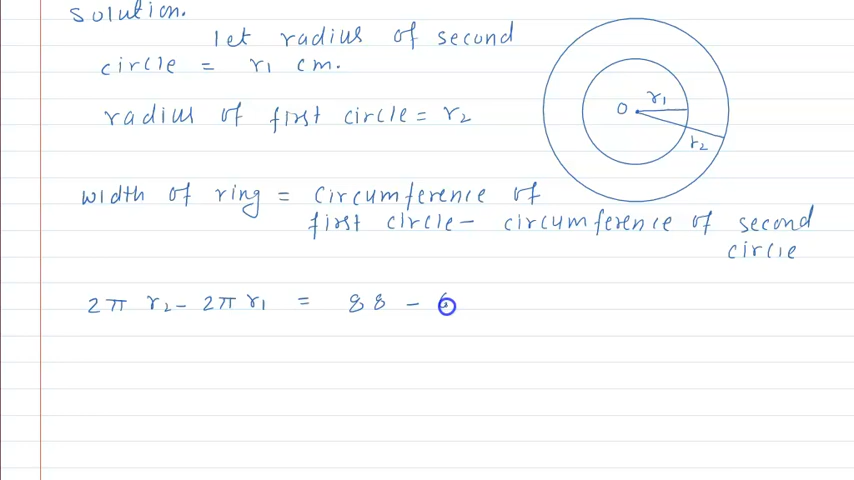 Solution.
let radius of second
circle = r1 cm.
radius of first circle = r2
width of ring = circumference of
first circle - circumference of second
circle
2π r2 - 2π r1 = 88 -
O
r1
r2